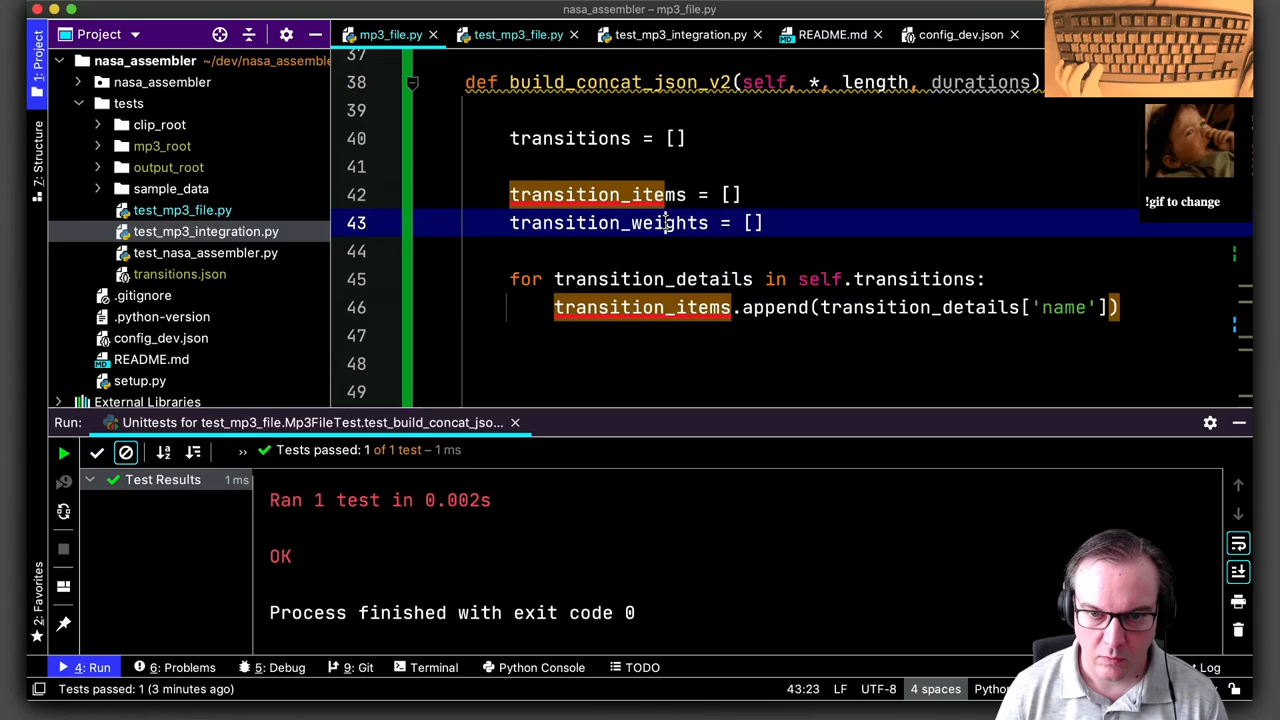 nasa_assembler – mp3_file.py
Project
mp3_file.py
test_mp3_file.py
test_mp3_integration.py
README.md
config_dev.json
1: Project
7: Structure
2: Favorites
nasa_assembler ~/dev/nasa_assemble
nasa_assembler
tests
clip_root
mp3_root
output_root
sample_data
test_mp3_file.py
test_mp3_integration.py
test_nasa_assembler.py
transitions.json
.gitignore
.python-version
config_dev.json
README.md
setup.py
External Libraries
37
38 def build_concat_json_v2(self, *, length, durations)
39
40 transitions = []
41
42 transition_items = []
43 transition_weights = []
44
45 for transition_details in self.transitions:
46 transition_items.append(transition_details['name'])
47
48
49
!gif to change
Run: Unittests for test_mp3_file.Mp3FileTest.test_build_concat_jso...
Tests passed: 1 of 1 test – 1 ms
Test Results 1 ms
Ran 1 test in 0.002s
OK
Process finished with exit code 0
4: Run
6: Problems
5: Debug
9: Git
Terminal
Python Console
TODO
Log
Tests passed: 1 (3 minutes ago)
43:23 LF UTF-8 4 spaces